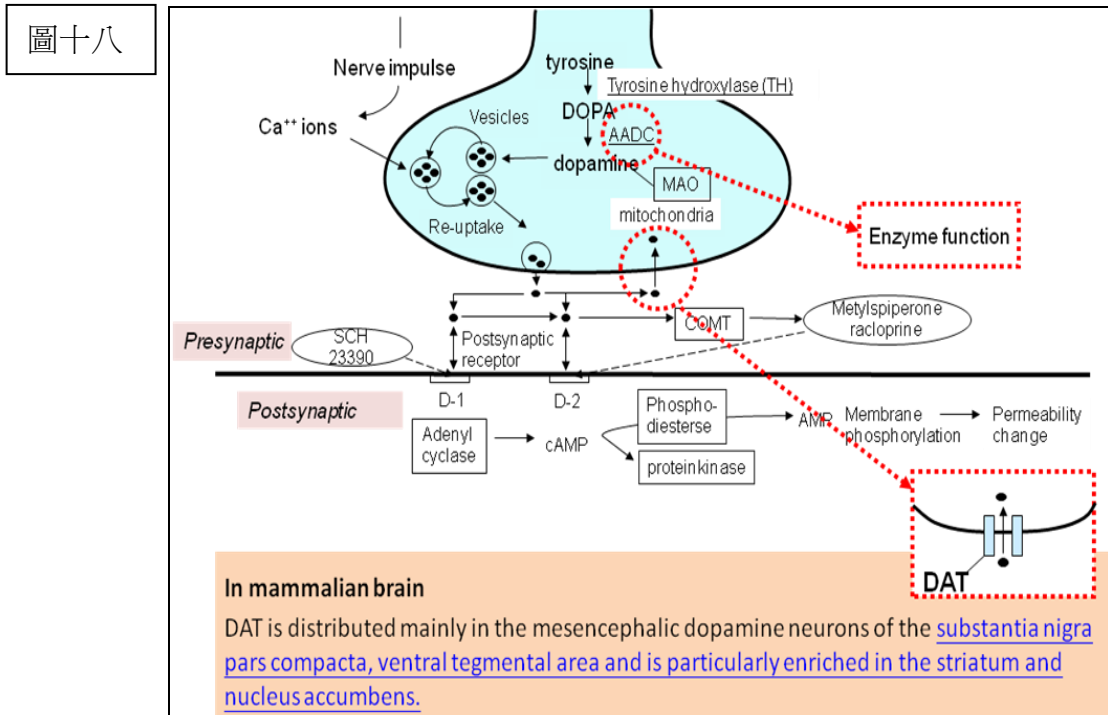 圖十八
Nerve impulse
Ca++ ions
Vesicles
Re-uptake
tyrosine
Tyrosine hydroxylase (TH)
DOPA
AADC
dopamine
MAO
mitochondria
Enzyme function
Presynaptic
SCH
23390
Postsynaptic
receptor
COMT
Metylspiperone
racloprine
Postsynaptic
D-1
D-2
Adenyl
cyclase
cAMP
Phospho-
diesterse
proteinkinase
AMP
Membrane
phosphorylation
Permeability
change
DAT
In mammalian brain
DAT is distributed mainly in the mesencephalic dopamine neurons of the substantia nigra
pars compacta, ventral tegmental area and is particularly enriched in the striatum and
nucleus accumbens.